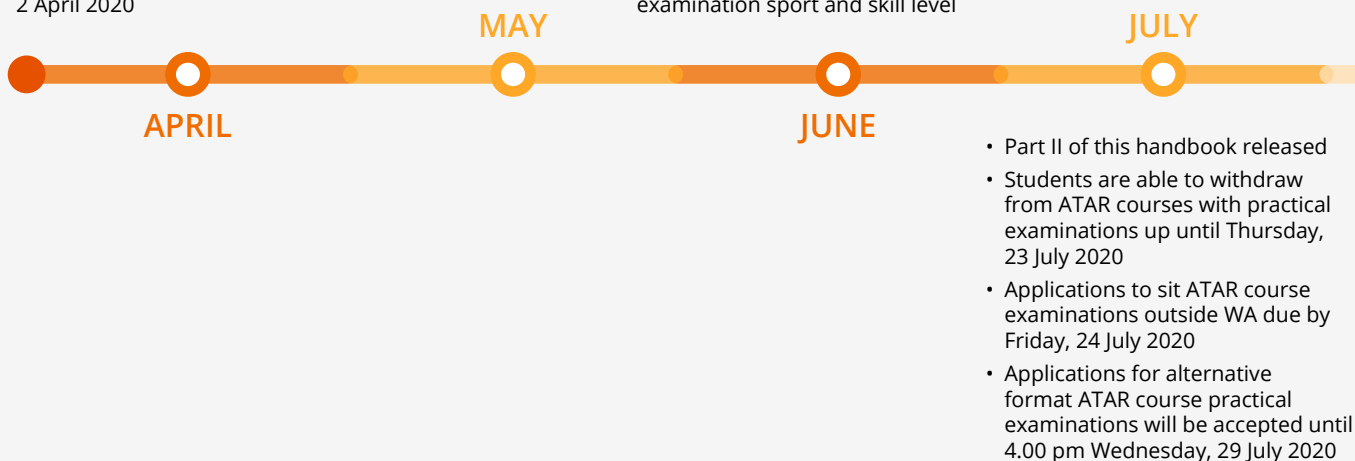 2 April 2020
examination sport and skill level
MAY
JULY
APRIL
JUNE
• Part II of this handbook released
• Students are able to withdraw
from ATAR courses with practical
examinations up until Thursday,
23 July 2020
• Applications to sit ATAR course
examinations outside WA due by
Friday, 24 July 2020
• Applications for alternative
format ATAR course practical
examinations will be accepted until
4.00 pm Wednesday, 29 July 2020